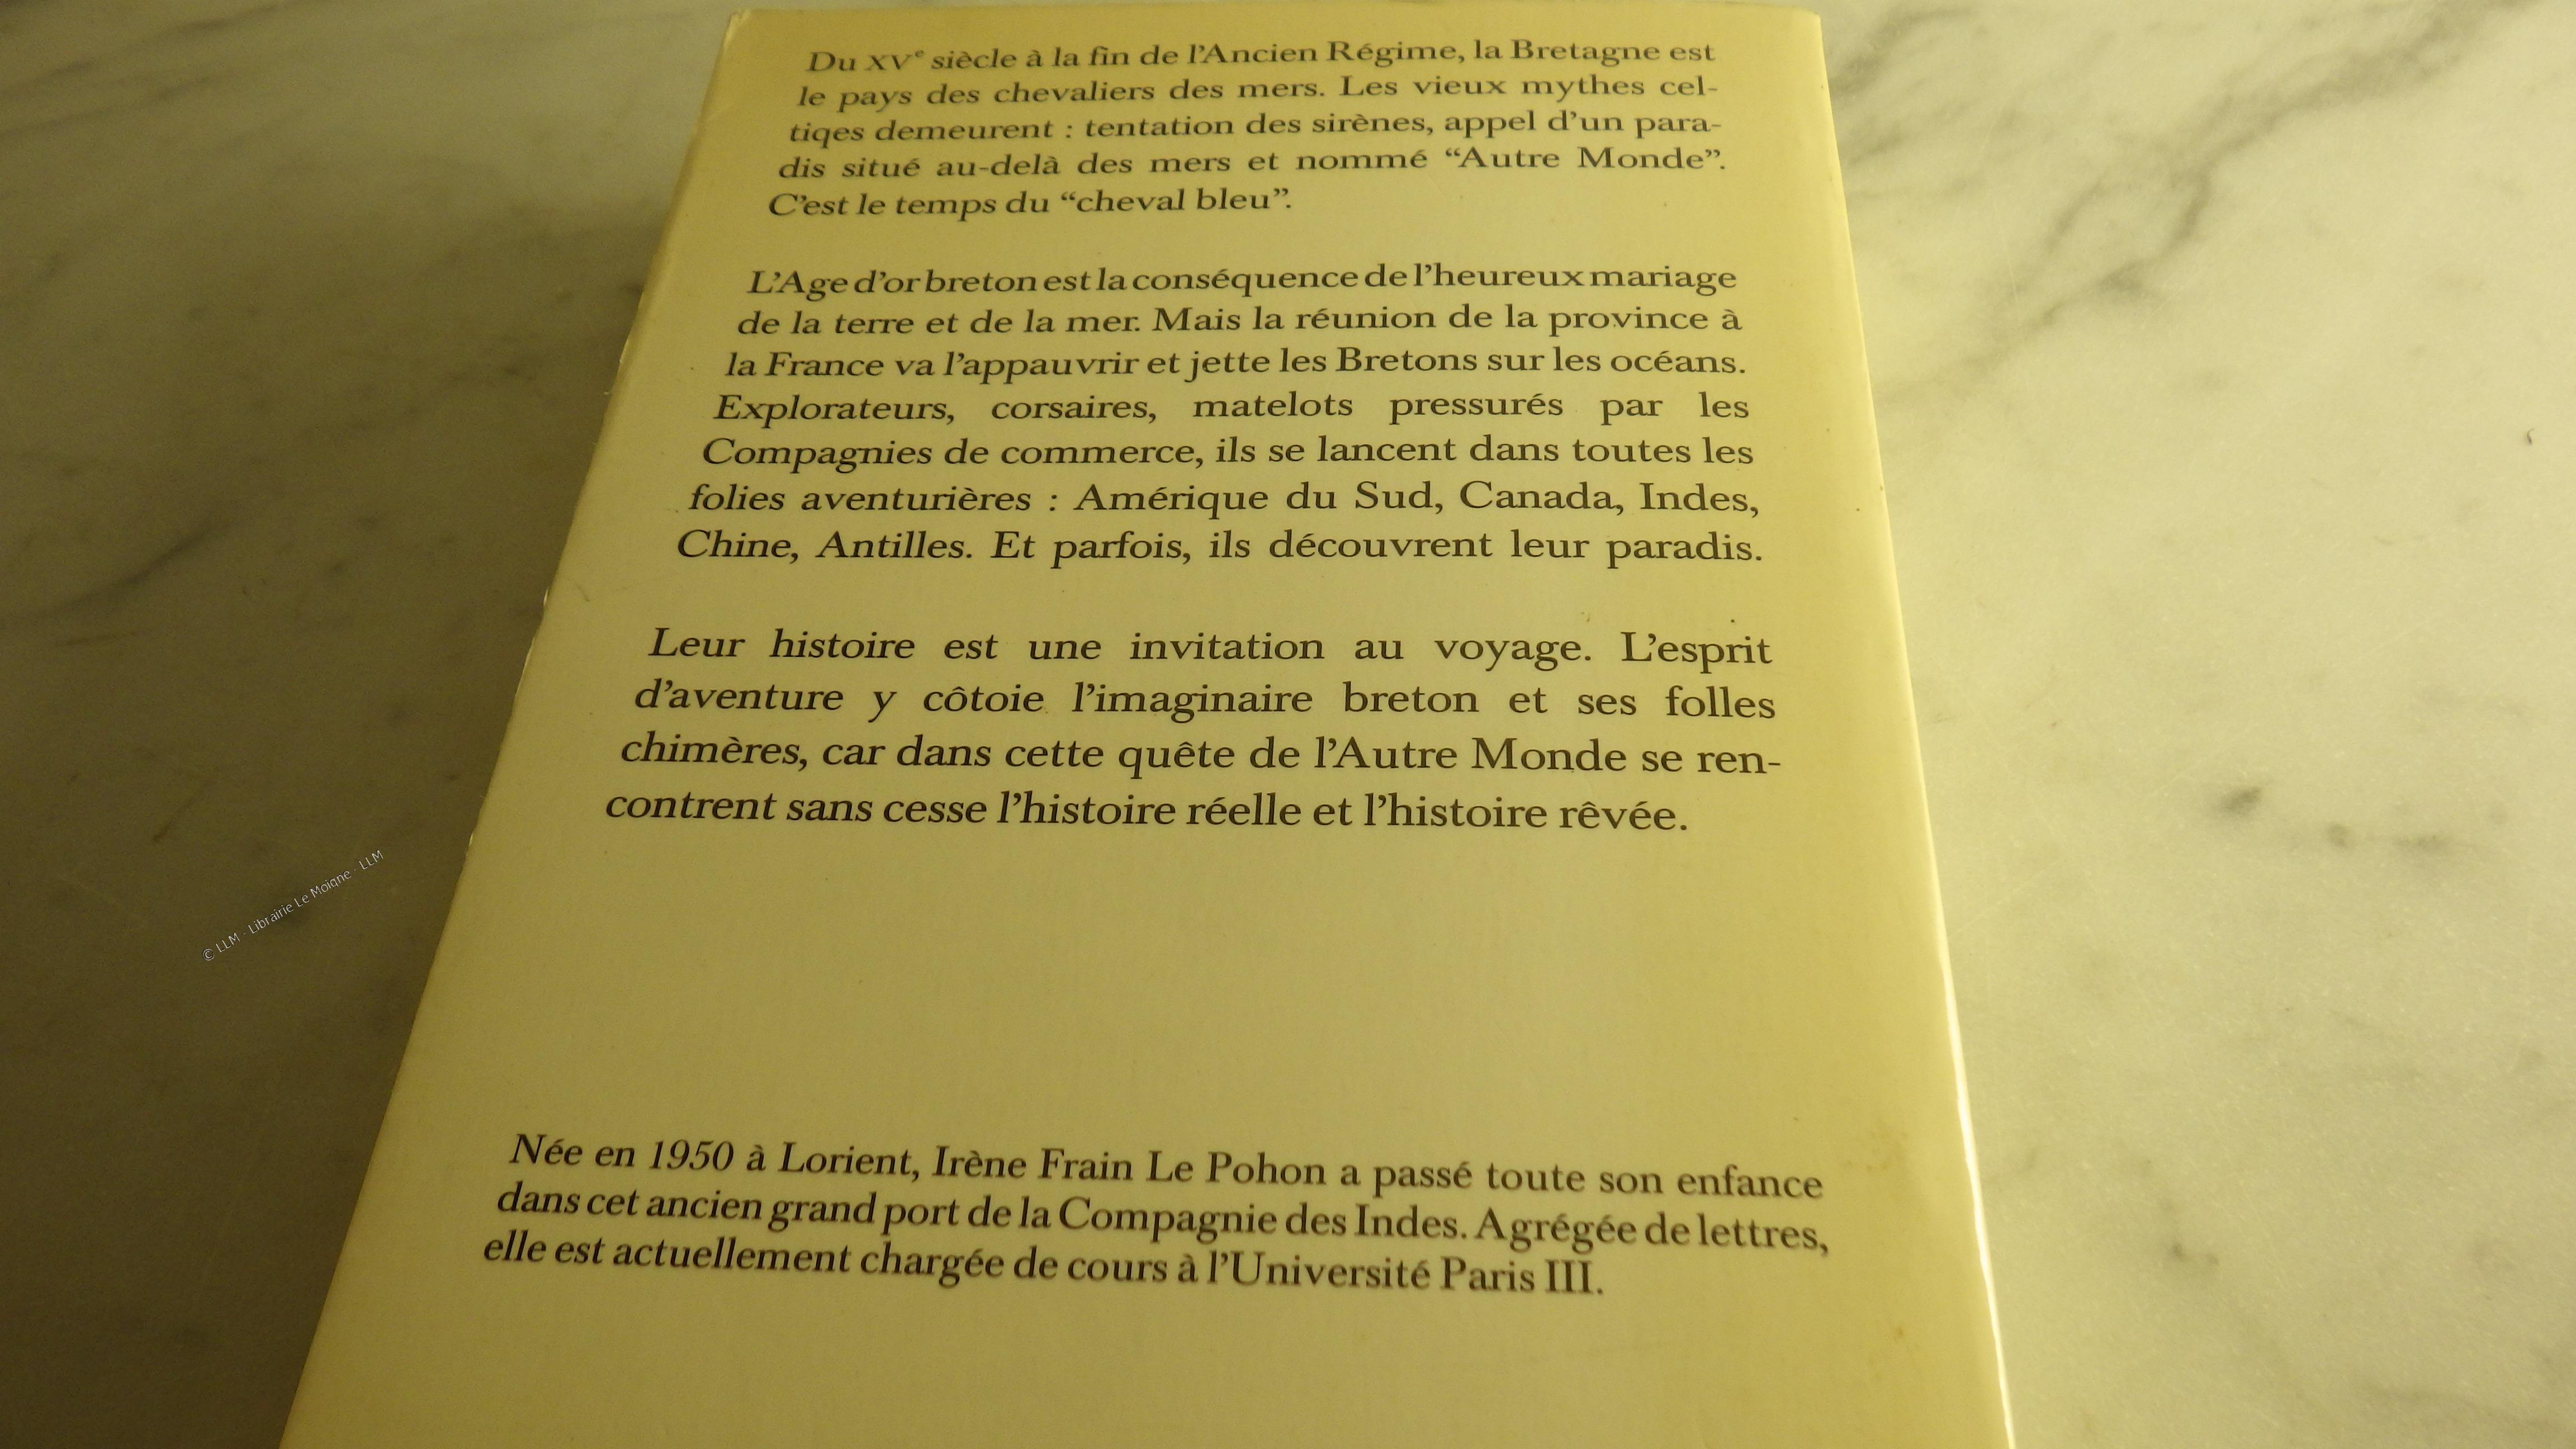 Du XVe siècle à la fin de l'Ancien Régime, la Bretagne est
le pays des chevaliers des mers. Les vieux mythes cel-
tiqes demeurent : tentation des sirènes, appel d'un para-
dis situé au-delà des mers et nommé “Autre Monde”.
C'est le temps du “cheval bleu”.
L'Age d'or breton est la conséquence de l'heureux mariage
de la terre et de la mer. Mais la réunion de la province à
la France va l'appauvrir et jette les Bretons sur les océans.
Explorateurs, corsaires, matelots pressurés par les
Compagnies de commerce, ils se lancent dans toutes les
folies aventurières : Amérique du Sud, Canada, Indes,
Chine, Antilles. Et parfois, ils découvrent leur paradis.
Leur histoire est une invitation au voyage. L'esprit
d'aventure y côtoie l'imaginaire breton et ses folles
chimères, car dans cette quête de l'Autre Monde se ren-
contrent sans cesse l'histoire réelle et l'histoire rêvée.
© LLM - Librairie Le Moigne - LLM
Née en 1950 à Lorient, Irène Frain Le Pohon a passé toute son enfance
dans cet ancien grand port de la Compagnie des Indes. Agrégée de lettres,
elle est actuellement chargée de cours à l'Université Paris III.